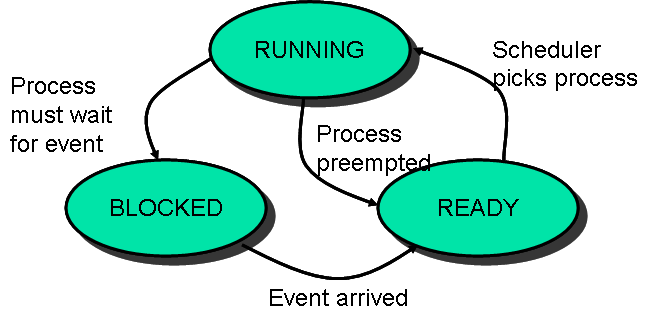 RUNNING
Scheduler
picks process
Process
must wait
for event
Process
preempted
BLOCKED
READY
Event arrived